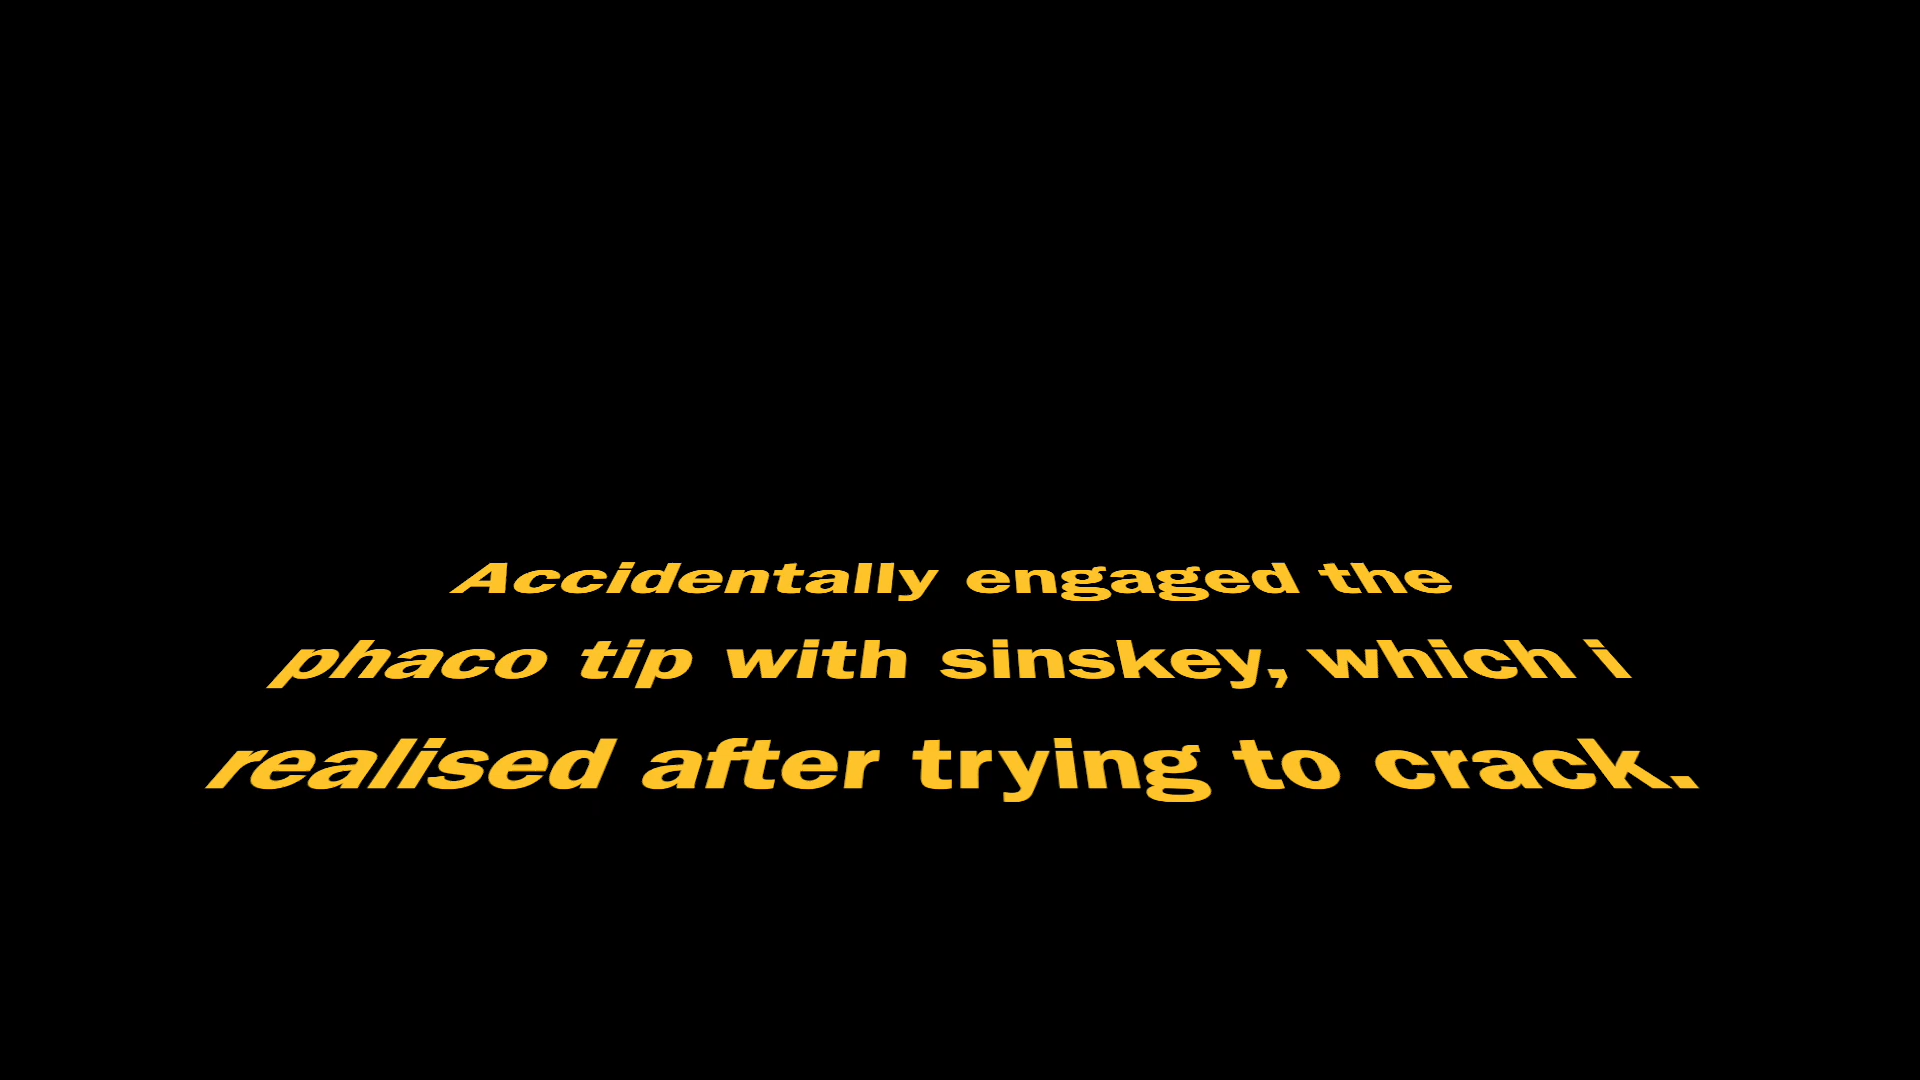 Accidentally engaged the
phaco tip with sinskey, which i
realised after trying to crack.